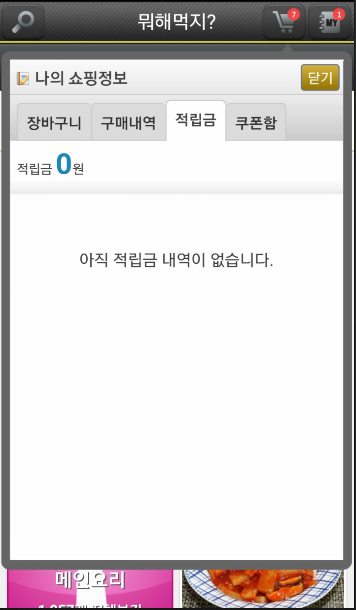 뭐해먹지?
7
MY
1
나의 쇼핑정보
닫기
장바구니 구매내역 적립금 쿠폰함
적립금 0원
아직 적립금 내역이 없습니다.
메인요리